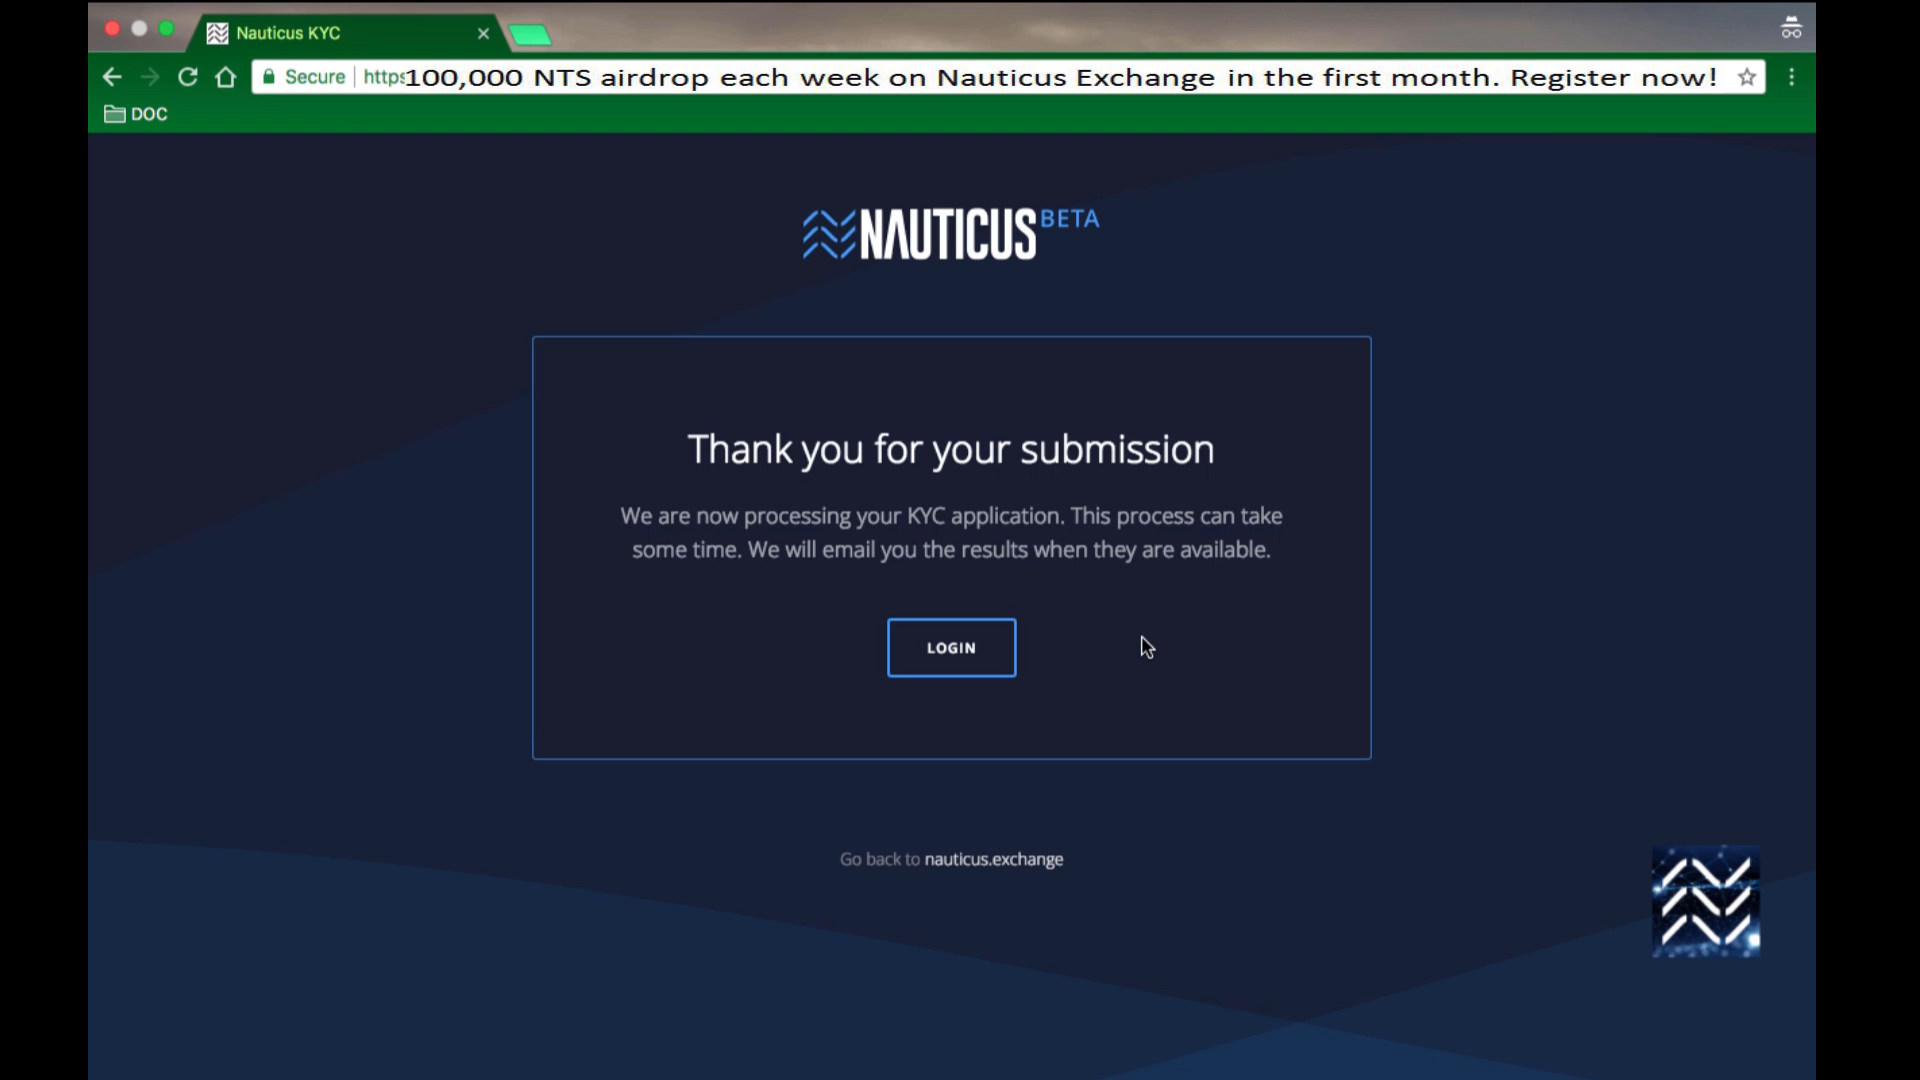 Nauticus KYC
Secure https 100,000 NTS airdrop each week on Nauticus Exchange in the first month. Register now!
DOC
NAUTICUS BETA
Thank you for your submission
We are now processing your KYC application. This process can take
some time. We will email you the results when they are available.
LOGIN
Go back to nauticus.exchange